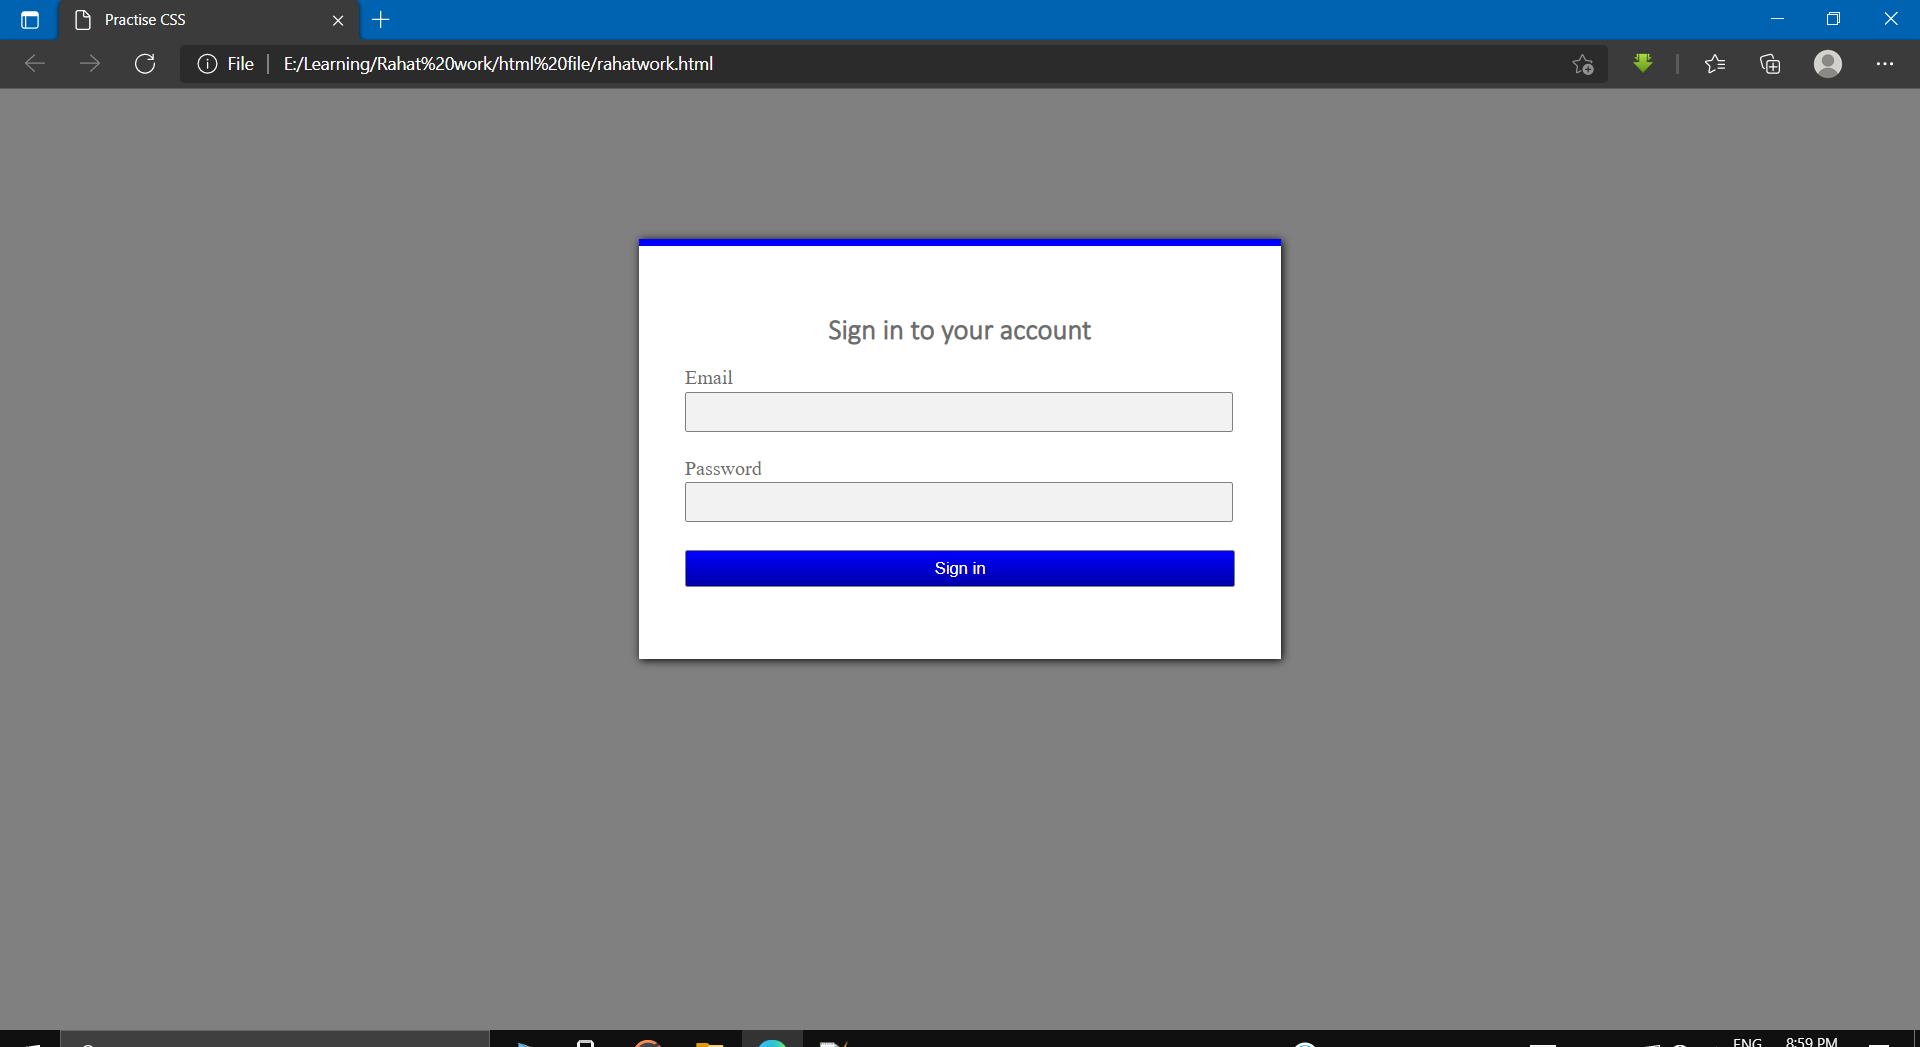 Practise CSS
File E:/Learning/Rahat%20work/html%20file/rahatwork.html
Sign in to your account
Email
Password
Sign in
ENG 8:59 PM